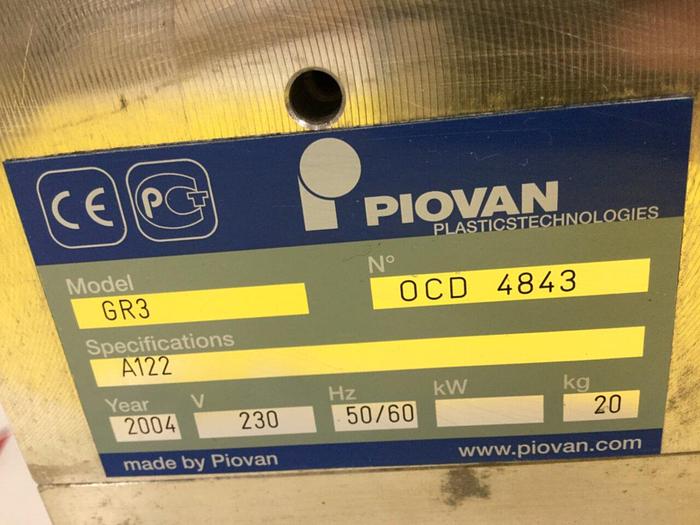 CE PCT
PIOVAN
PLASTICSTECHNOLOGIES
Model
GR3
N°
OCD 4843
Specifications
A122
Year V Hz kW kg
2004 230 50/60 20
made by Piovan www.piovan.com